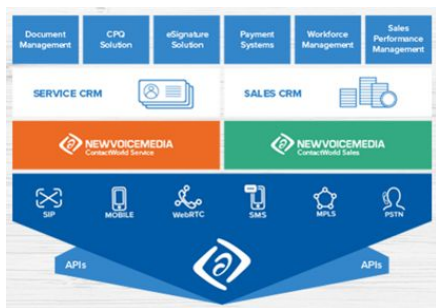 Document
Management
CPQ
Solution
eSignature
Solution
Payment
Systems
Workforce
Management
Sales
Performance
Management
SERVICE CRM
SALES CRM
NEWVOICEMEDIA
ContactWorld Service
NEWVOICEMEDIA
ContactWorld Sales
SIP
MOBILE
WebRTC
SMS
MPLS
PSTN
APIs
APIs